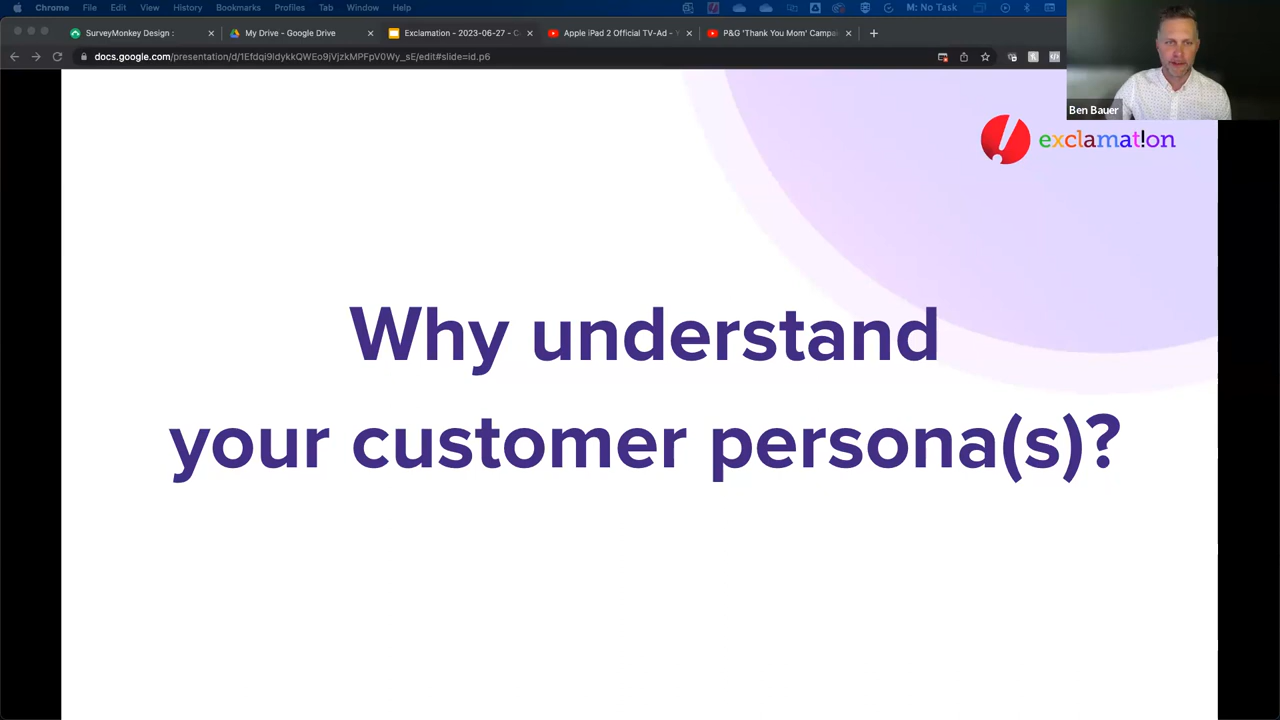 Chrome File Edit View History Bookmarks Profiles Tab Window Help M: No Task
SurveyMonkey Design :
My Drive - Google Drive
Exclamation - 2023-06-27 - C
Apple iPad 2 Official TV-Ad - Y
P&G 'Thank You Mom' Campai
docs.google.com/presentation/d/1Efdqi9IdykkQWEo9jVjzkMPFpV0Wy_sE/edit#slide=id.p6
Ben Bauer
exclamat!on
Why understand
your customer persona(s)?